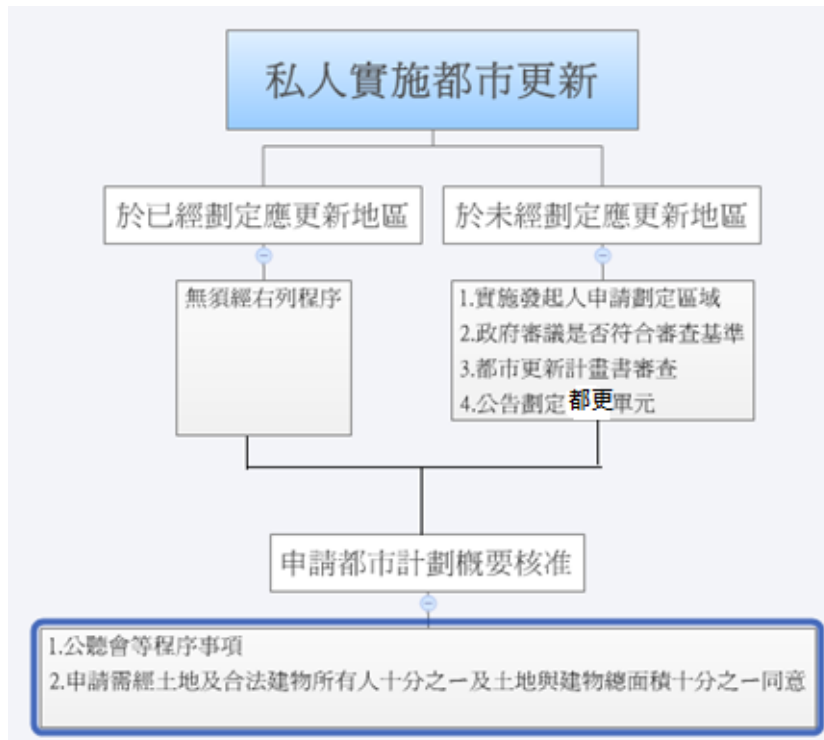 私人實施都市更新
於已經劃定應更新地區
於未經劃定應更新地區
無須經右列程序
1.實施發起人申請劃定區域
2.政府審議是否符合審查基準
3.都市更新計畫書審查
4.公告劃定都更單元
申請都市計劃概要核准
1.公聽會等程序事項
2.申請需經土地及合法建物所有人十分之一及土地與建物總面積十分之一同意